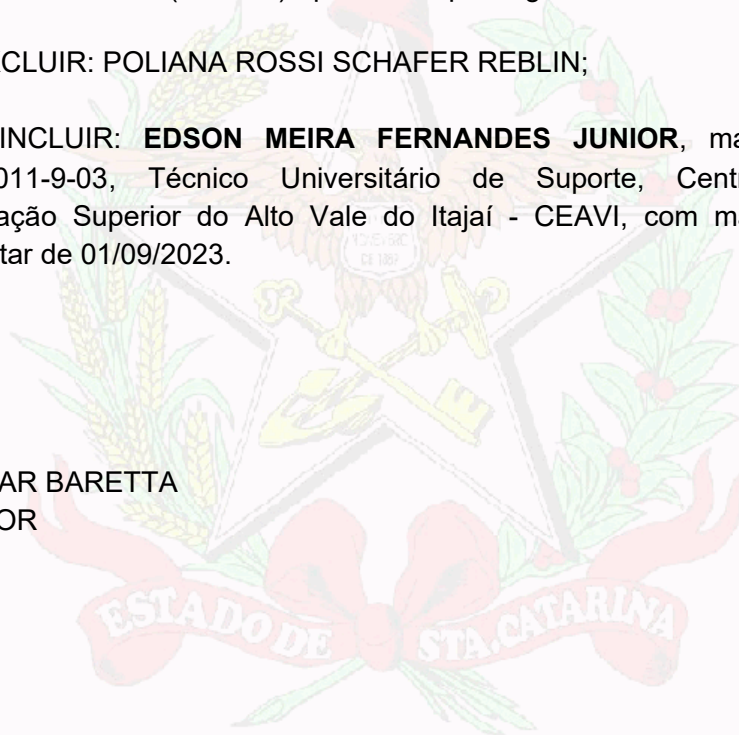 CLUIR: POLIANA ROSSI SCHAFER REBLIN;
INCLUIR: EDSON MEIRA FERNANDES JUNIOR, ma
011-9-03, Técnico Universitário de Suporte, Centr
ação Superior do Alto Vale do Itajaí - CEAVI, com ma
tar de 01/09/2023.
AR BARETTA
OR
ESTADO DE STA.CATARINA